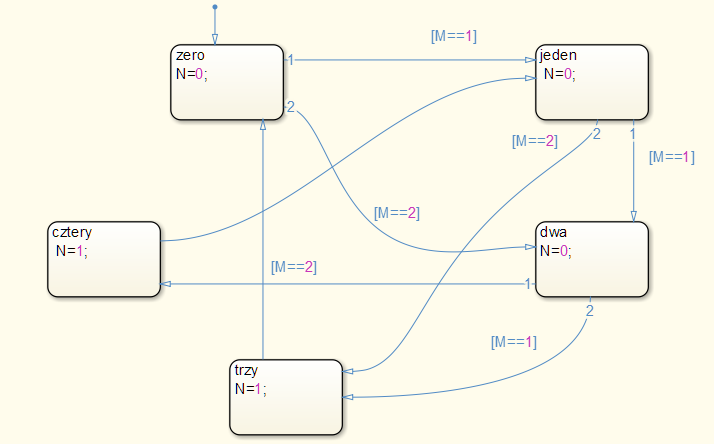 [M==1]
zero
N=0;
1
2
jeden
N=0;
2
1
[M==2]
[M==1]
[M==2]
cztery
N=1;
dwa
N=0;
[M==2]
1
2
[M==1]
trzy
N=1;